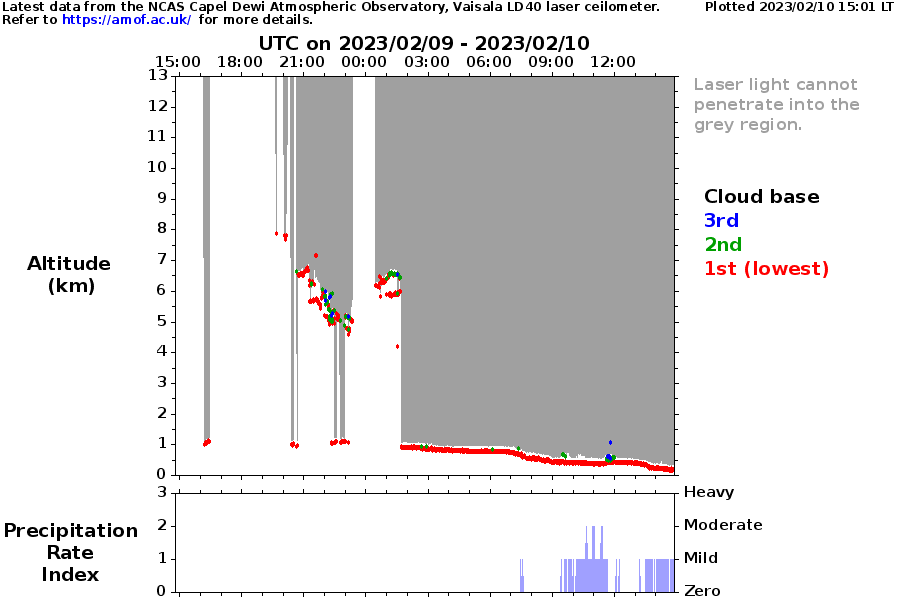 Latest data from the NCAS Capel Dewi Atmospheric Observatory, Vaisala LD40 laser ceilometer.
Plotted 2023/02/10 15:01 LT
Refer to https://amof.ac.uk/ for more details.
UTC on 2023/02/09 - 2023/02/10
15:00 18:00 21:00 00:00 03:00 06:00 09:00 12:00
13
12
11
10
9
8
7
6
5
4
3
2
1
0
Altitude
(km)
Laser light cannot
penetrate into the
grey region.
Cloud base
3rd
2nd
1st (lowest)
3
2
1
0
Precipitation
Rate
Index
Heavy
Moderate
Mild
Zero